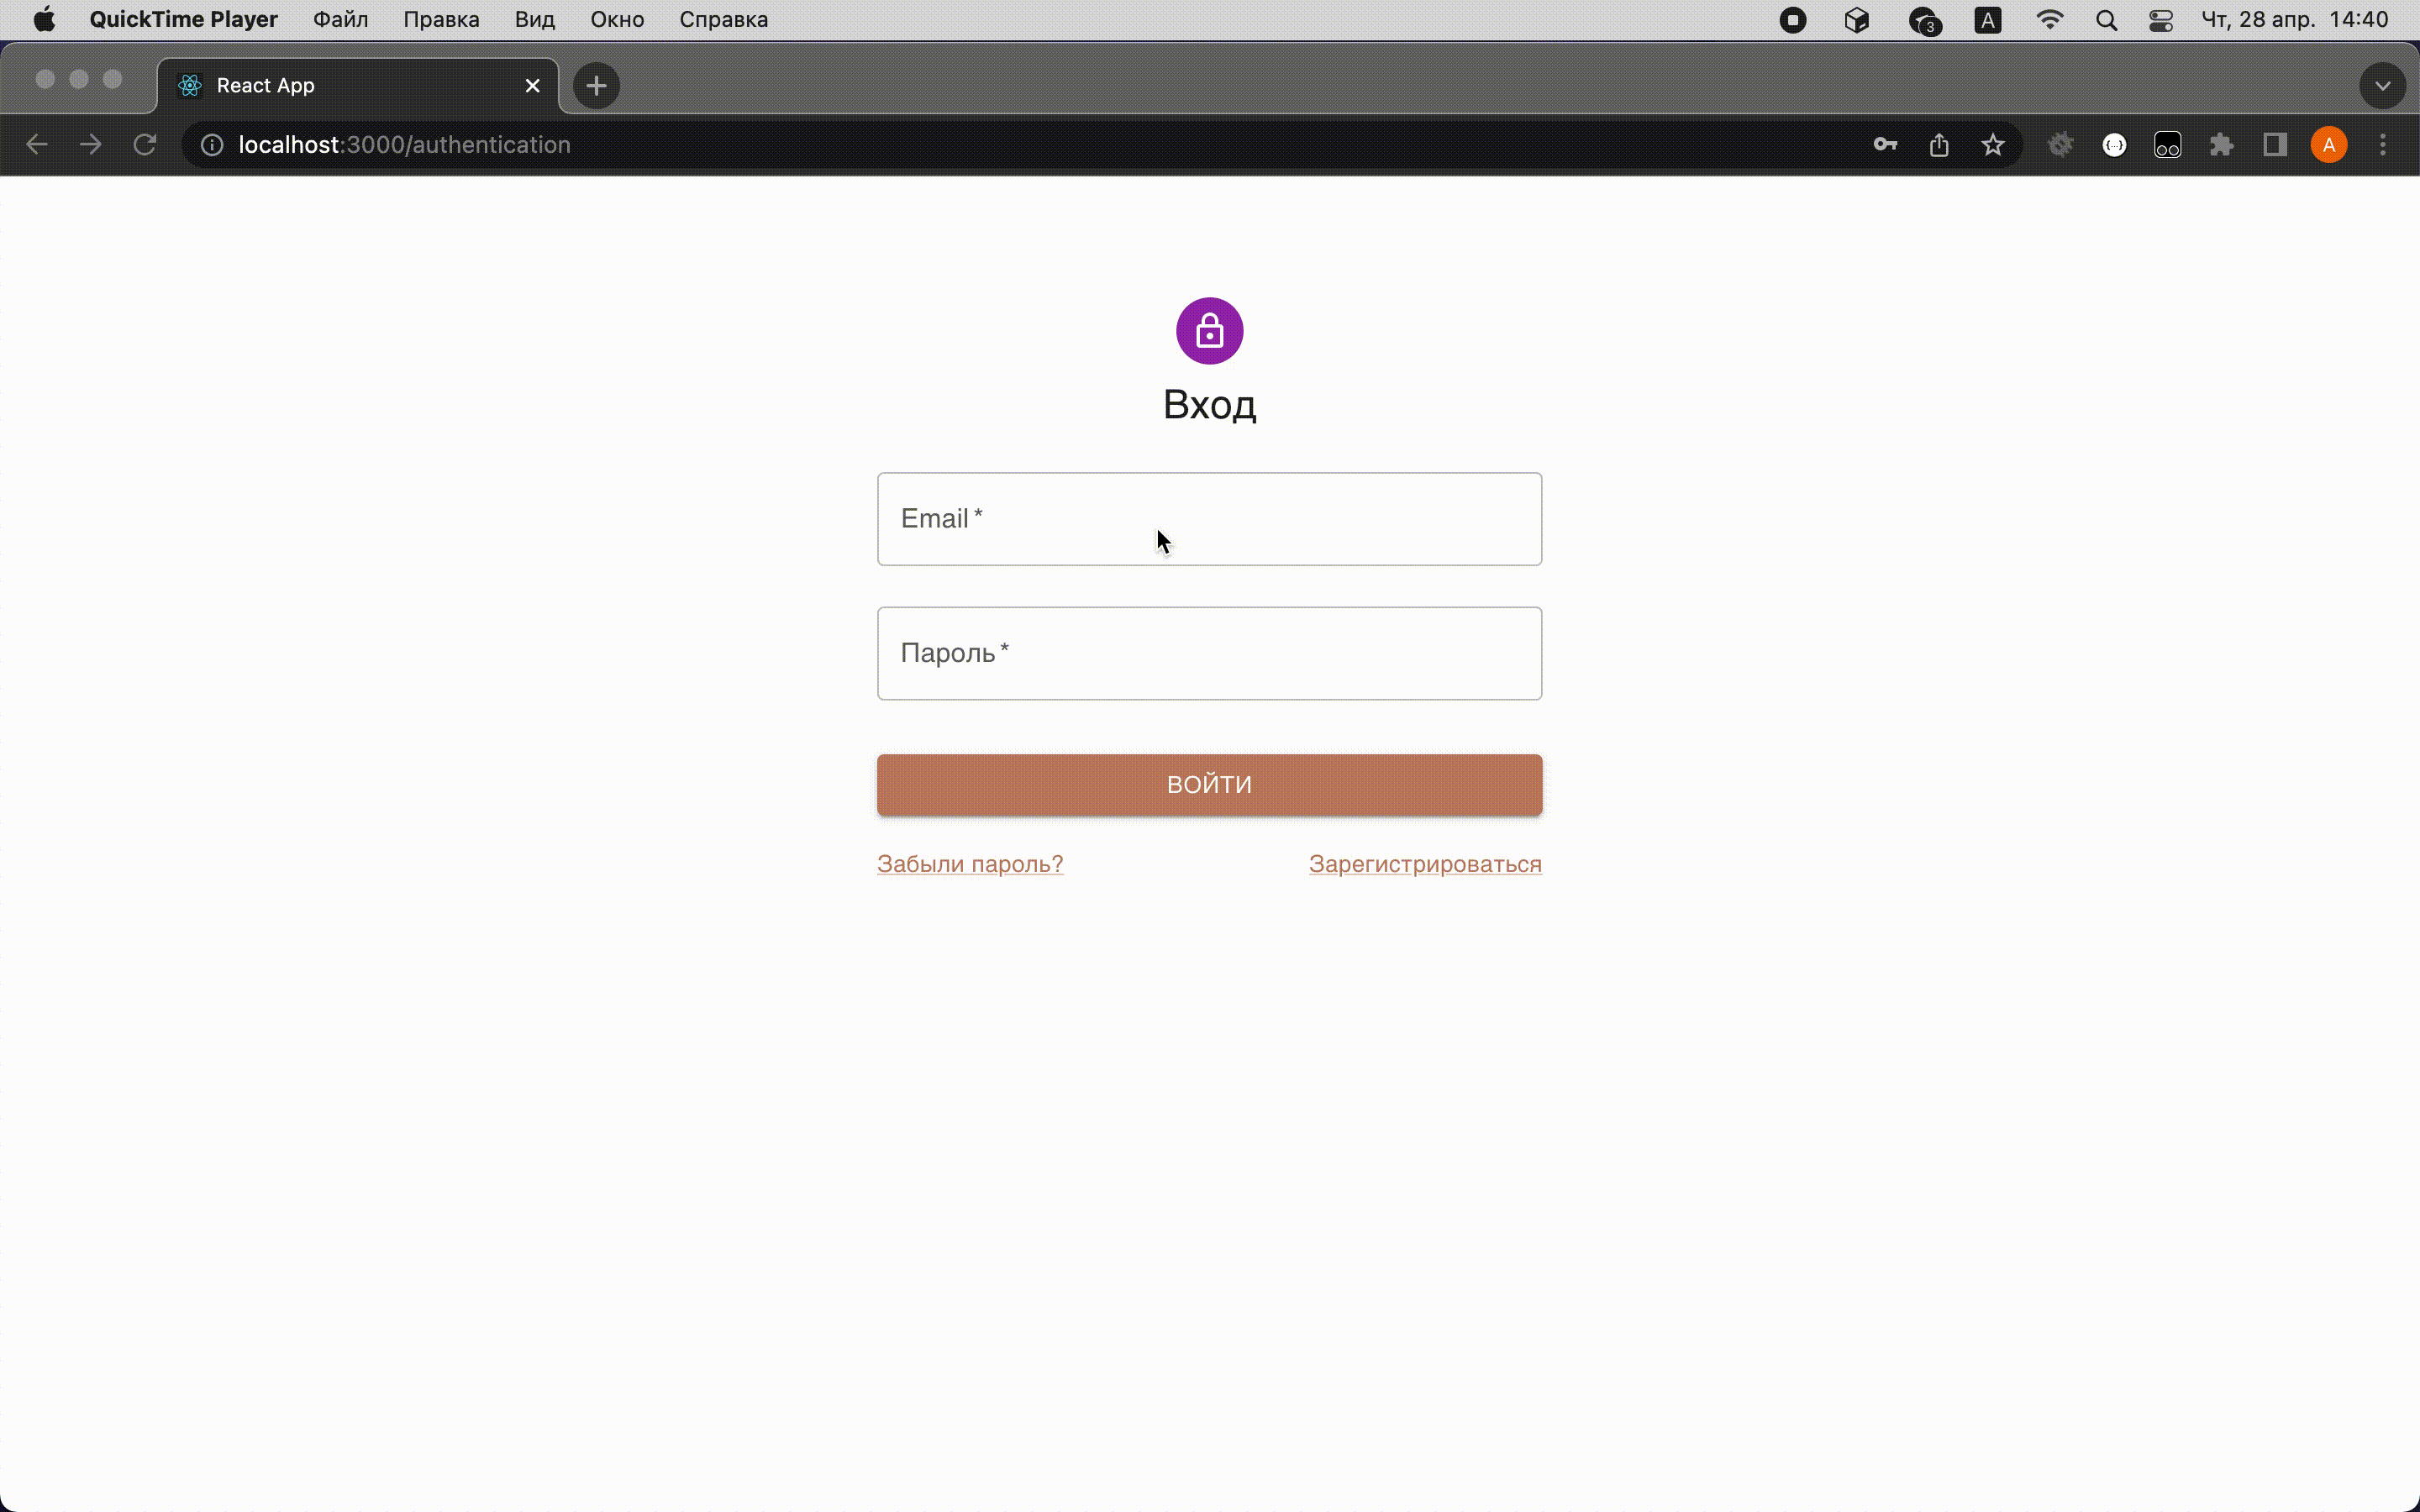 QuickTime Player Файл Правка Вид Окно Справка 3 A Чт, 28 апр. 14:40
React App
localhost:3000/authentication {...} A
Вход
Email *
Пароль *
ВОЙТИ
Забыли пароль? Зарегистрироваться